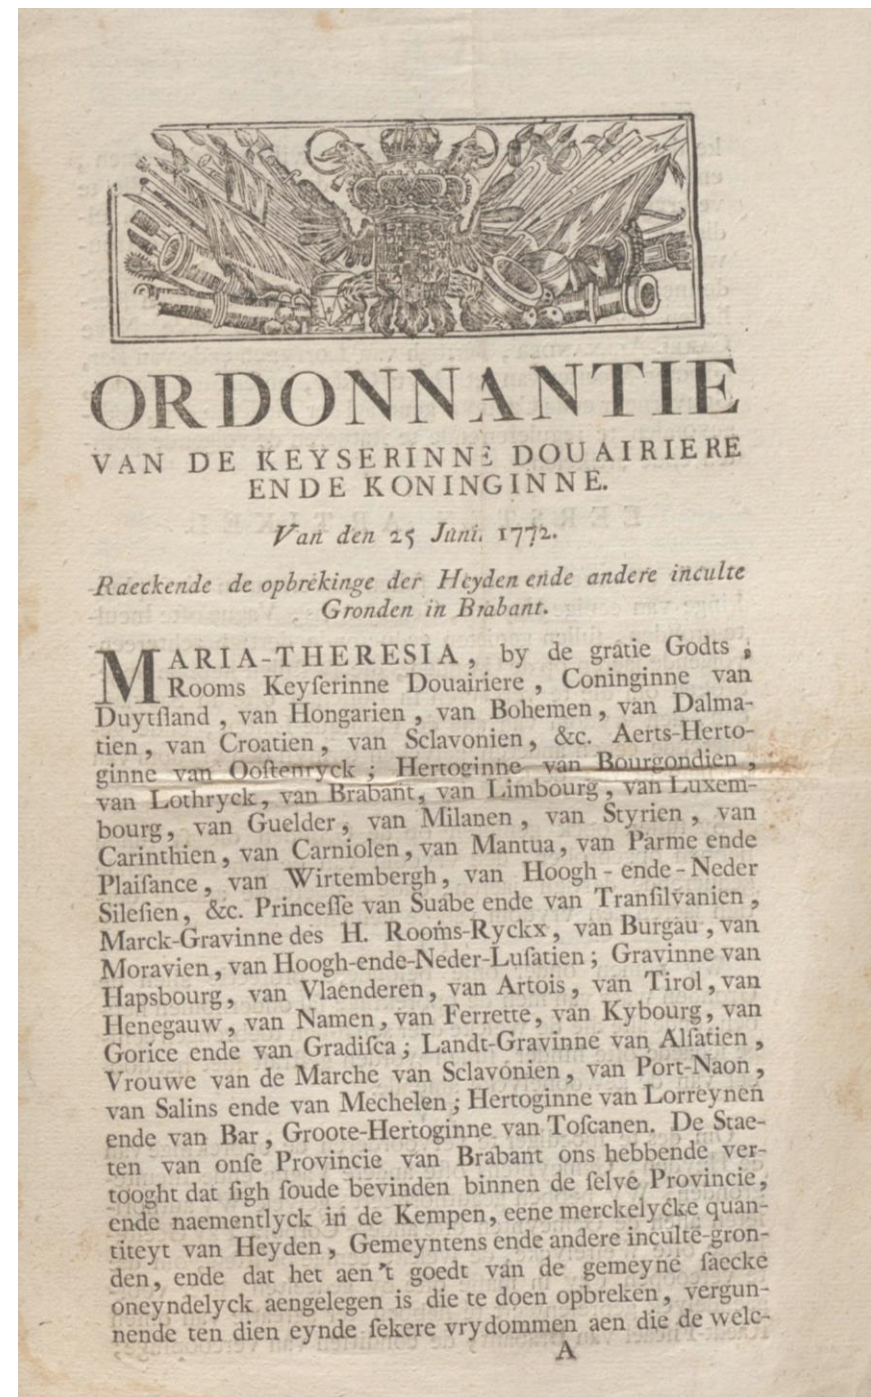 ORDONNANTIE
VAN DE KEYSERINNE DOUAIRIERE
ENDE KONINGINNE.
Van den 25 Juni. 1772.
Raeckende de opbrekinge der Heyden ende andere inculte
Gronden in Brabant.
MARIA-THERESIA, by de gratie Godts,
Rooms Keyſerinne Douairiere, Coninginne van
Duytſland, van Hongarien, van Bohemen, van Dalma-
tien, van Croatien, van Sclavonien, &c. Aerts-Herto-
ginne van Ooſtenryck; Hertoginne van Bourgondien,
van Lothryck, van Brabant, van Limbourg, van Luxem-
bourg, van Guelder, van Milanen, van Styrien, van
Carinthien, van Carniolen, van Mantua, van Parme ende
Plaiſance, van Wirtembergh, van Hoogh-ende-Neder
Sileſien, &c. Princeſſe van Suabe ende van Tranſilvanien,
Marck-Gravinne des H. Rooms-Ryckx, van Burgau, van
Moravien, van Hoogh-ende-Neder-Luſatien; Gravinne van
Hapsbourg, van Vlaenderen, van Artois, van Tirol, van
Henegauw, van Namen, van Ferrette, van Kybourg, van
Gorice ende van Gradiſca; Landt-Gravinne van Alſatien,
Vrouwe van de Marche van Sclavonien, van Port-Naon,
van Salins ende van Mechelen; Hertoginne van Lorreynen
ende van Bar, Groote-Hertoginne van Toſcanen. De Stae-
ten van onſe Provincie van Brabant ons hebbende ver-
tooght dat ſigh ſoude bevinden binnen de ſelve Provincie,
ende naementlyck in de Kempen, eene merckelycke quan-
titeyt van Heyden, Gemeyntens ende andere inculte-gron-
den, ende dat het aen 't goedt van de gemeyne ſaecke
oneyndelyck aengelegen is die te doen opbreken, vergun-
nende ten dien eynde ſekere vrydommen aen die de welc-
A